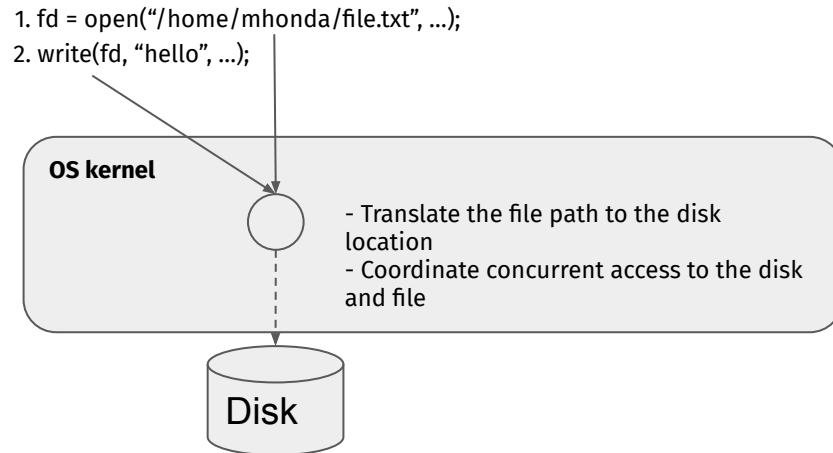 1. fd = open(“/home/mhonda/file.txt”, ...);
2. write(fd, “hello”, ...);
OS kernel
- Translate the file path to the disk
location
- Coordinate concurrent access to the disk
and file
Disk